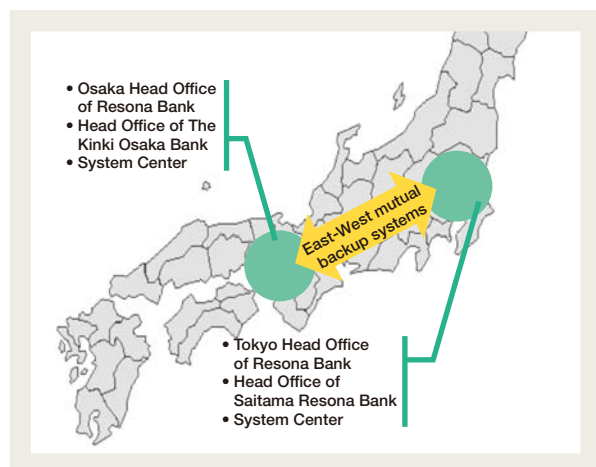 • Osaka Head Office
of Resona Bank
• Head Office of The
Kinki Osaka Bank
• System Center
East-West mutual
backup systems
• Tokyo Head Office
of Resona Bank
• Head Office of
Saitama Resona Bank
• System Center